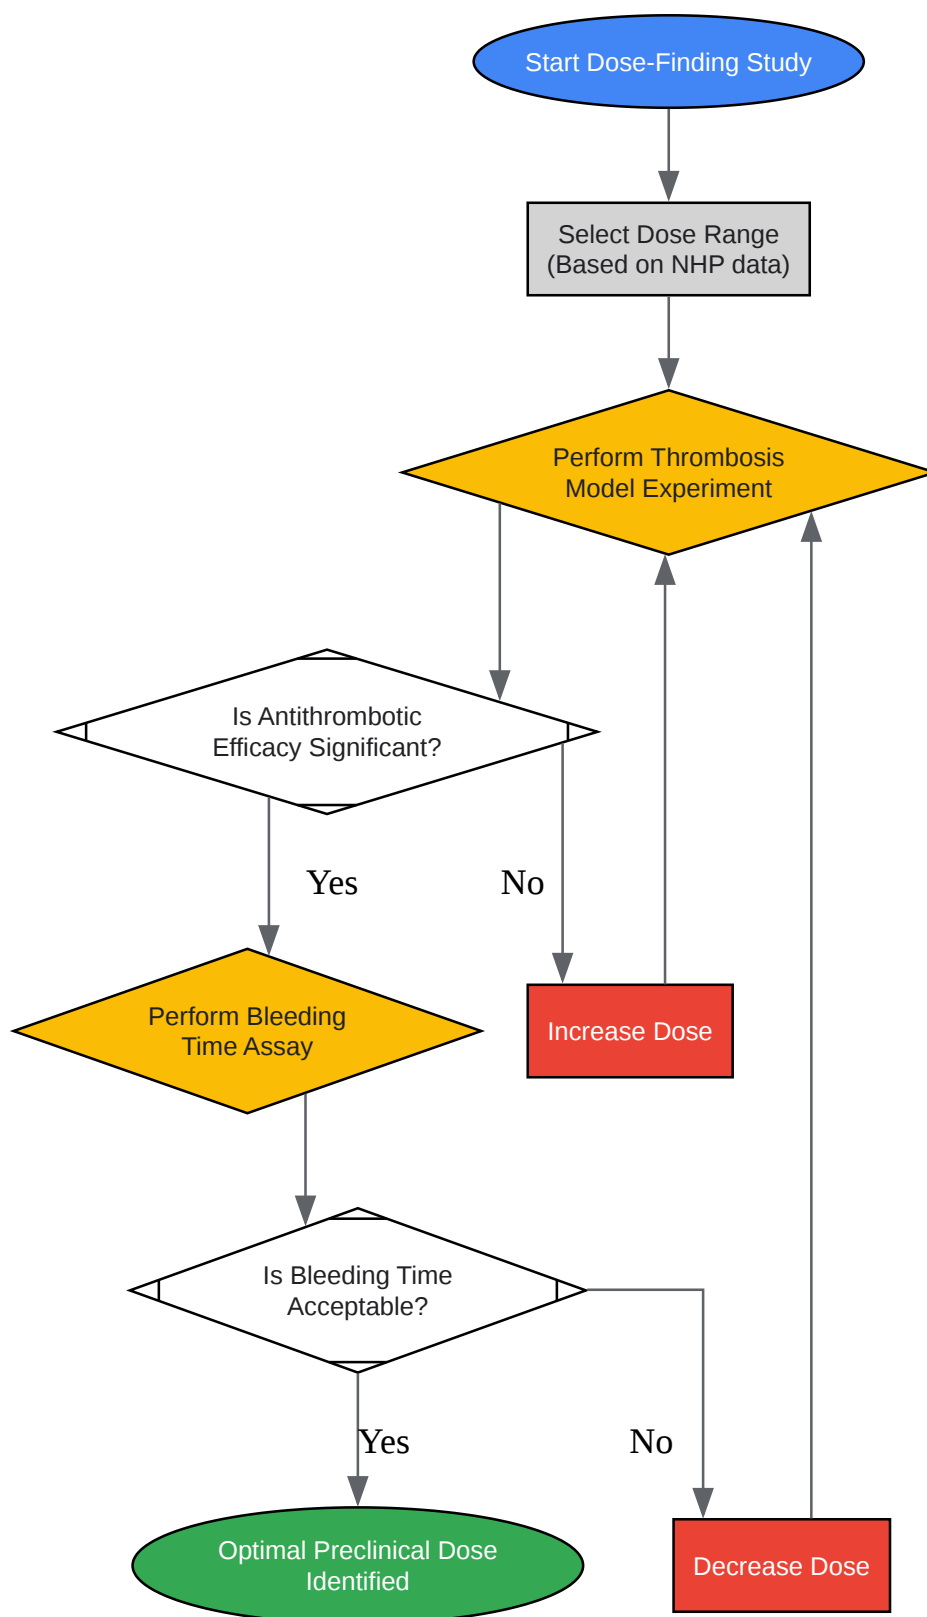 Start Dose-Finding Study
Select Dose Range
(Based on NHP data)
Perform Thrombosis
Model Experiment
Is Antithrombotic
Efficacy Significant?
Yes
No
Perform Bleeding
Time Assay
Increase Dose
Is Bleeding Time
Acceptable?
Yes
No
Optimal Preclinical Dose
Identified
Decrease Dose